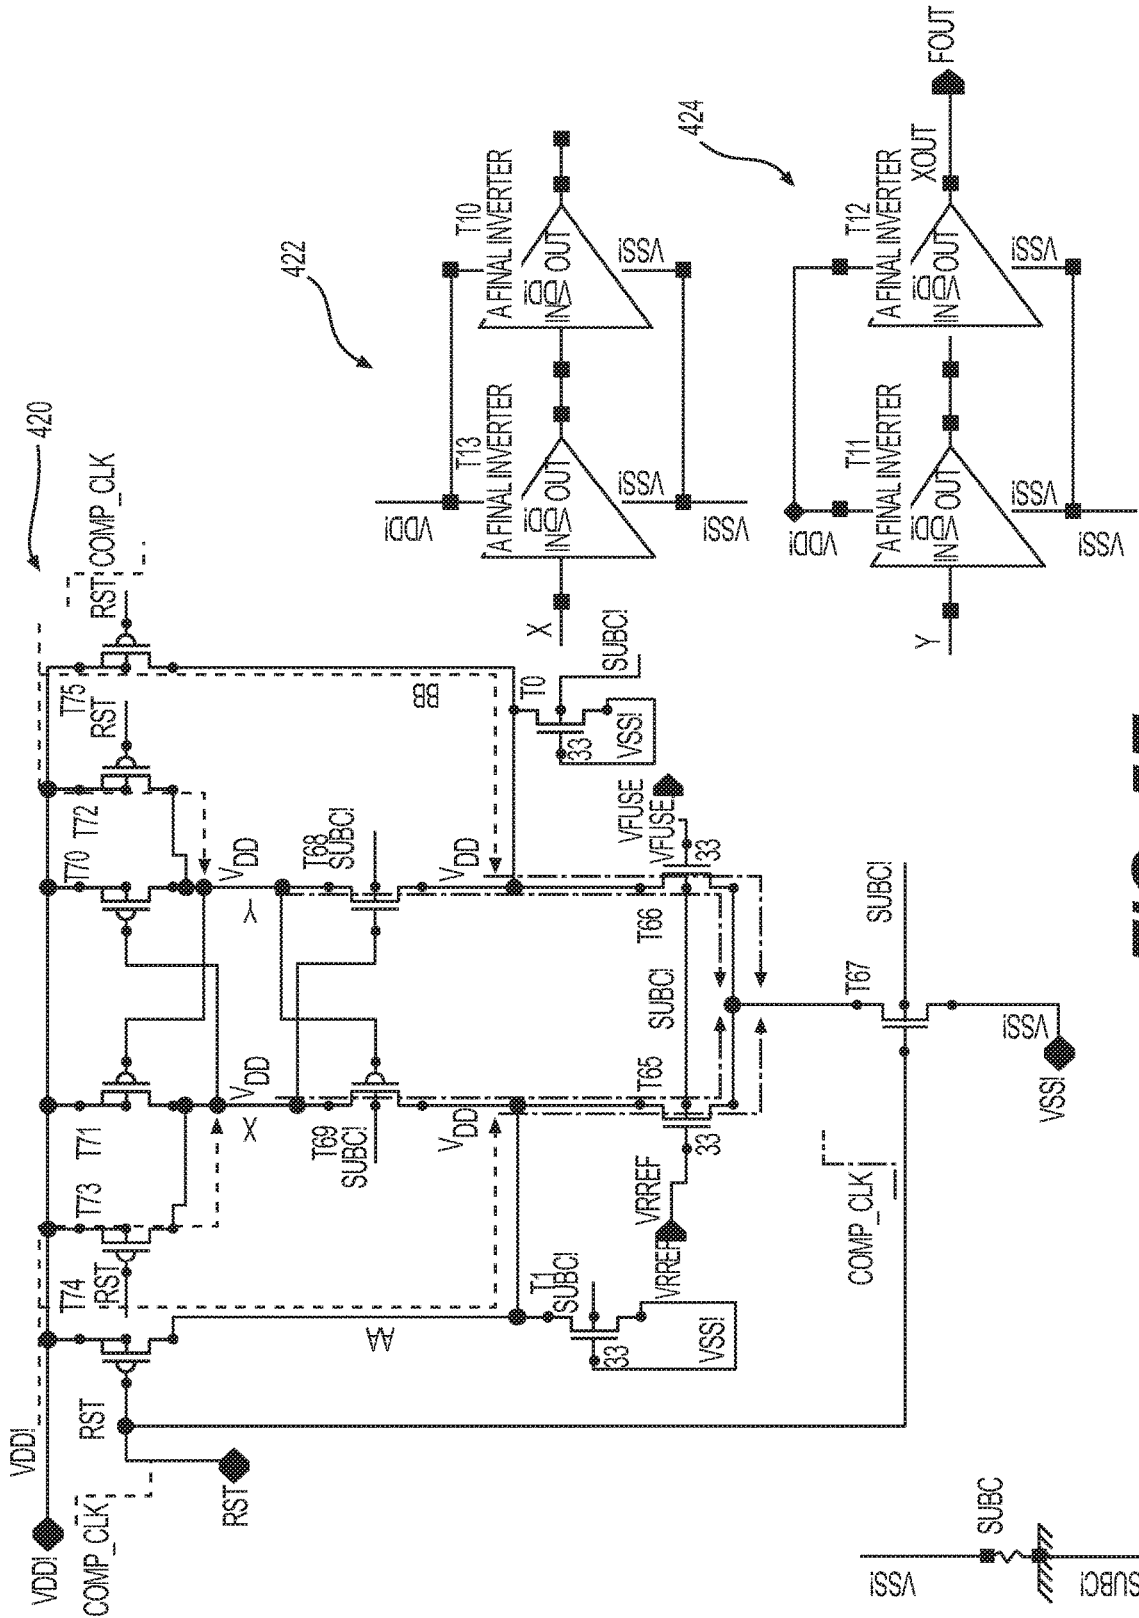 VDD!
VDD!
COMP_CLK
RST
RST
T74
RST
T73
T71
T70
T72
RST
T75
RST
COMP_CLK
420
X
VDD
Y
VDD
T69
SUBC!
T68
SUBC!
VDD
VDD
AA
BB
T1
SUBC!
33
VSS!
T0
33
SUBC!
VSS!
VRREF
VRREF
T65
33
SUBC!
T66
33
VFUSE
VFUSE
COMP_CLK
T67
SUBC!
VSS!
VSS!
VSS!
SUBC
SUBC!
422
X
VDD!
T13
A FINAL INVERTER
VDD!
IN
OUT
VSS!
VSS!
T10
A FINAL INVERTER
VDD!
IN
OUT
VSS!
424
Y
VDD!
T11
A FINAL INVERTER
VDD!
IN
OUT
VSS!
VSS!
T12
A FINAL INVERTER
VDD!
IN
OUT
VSS!
XOUT
FOUT